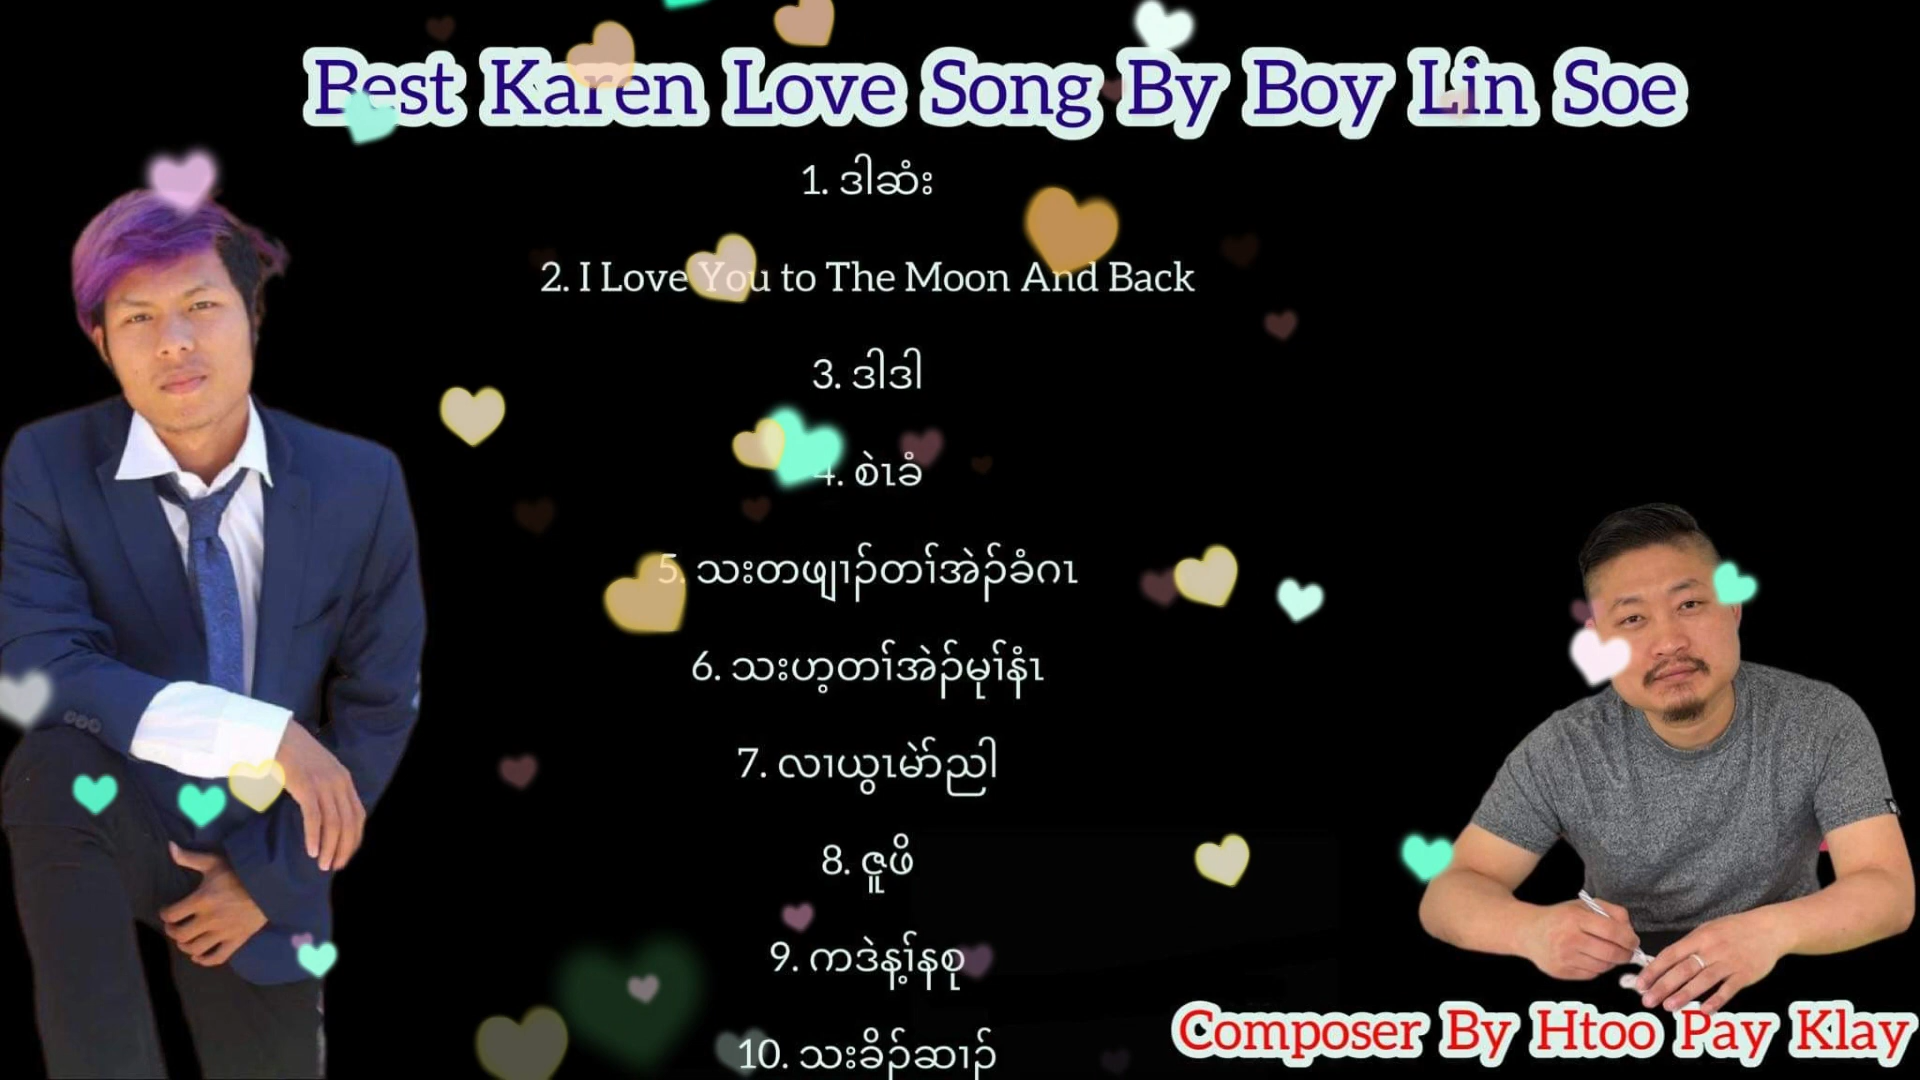 Best Karen Love Song By Boy Lin Soe
1. ဒါဆံး
2. I Love You to The Moon And Back
3. ဒါဒါ
4. စဲၤခံ
5. သးတဖျၢၣ်တၢ်အဲၣ်ခံဂၤ
6. သးဟ့တၢ်အဲၣ်မုၢ်နံၤ
7. လၢယွၤမဲာ်ညါ
8. ဇူဖိ
9. ကဒဲန့ၢ်နစု
10. သးခိၣ်ဆၢၣ်
Composer By Htoo Pay Klay